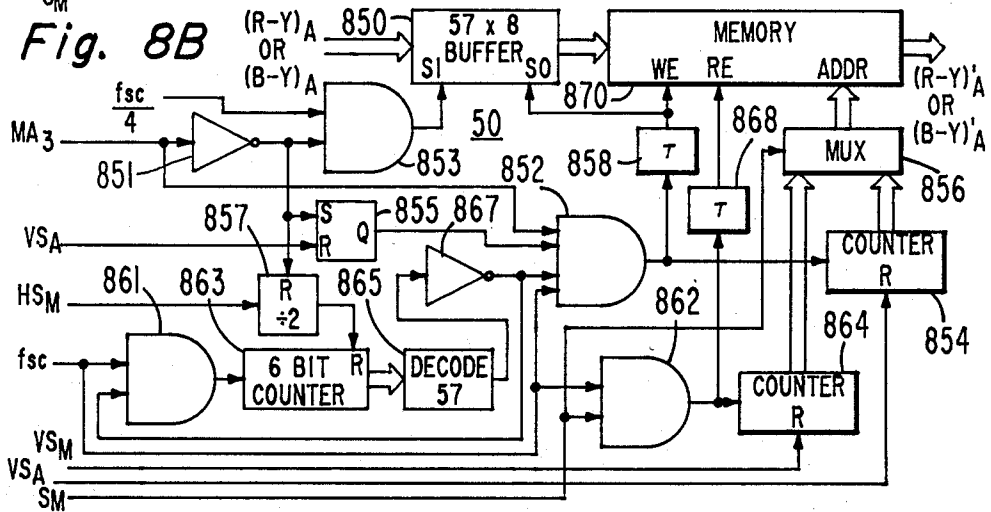 C_M
Fig. 8B
(R-Y)A
OR
(B-Y)A
850
57 x 8
BUFFER
SI SO
MEMORY
WE RE ADDR
870
(R-Y)'A
OR
(B-Y)'A
fsc
4
MA3
851
853
50
858
τ
868
τ
MUX
856
852
857
S
R Q
855
867
VSA
HSM
861
863
R
÷2
865
862
COUNTER
R
854
864
fsc
6 BIT
COUNTER
R
DECODE
57
COUNTER
R
VSM
VSA
SM